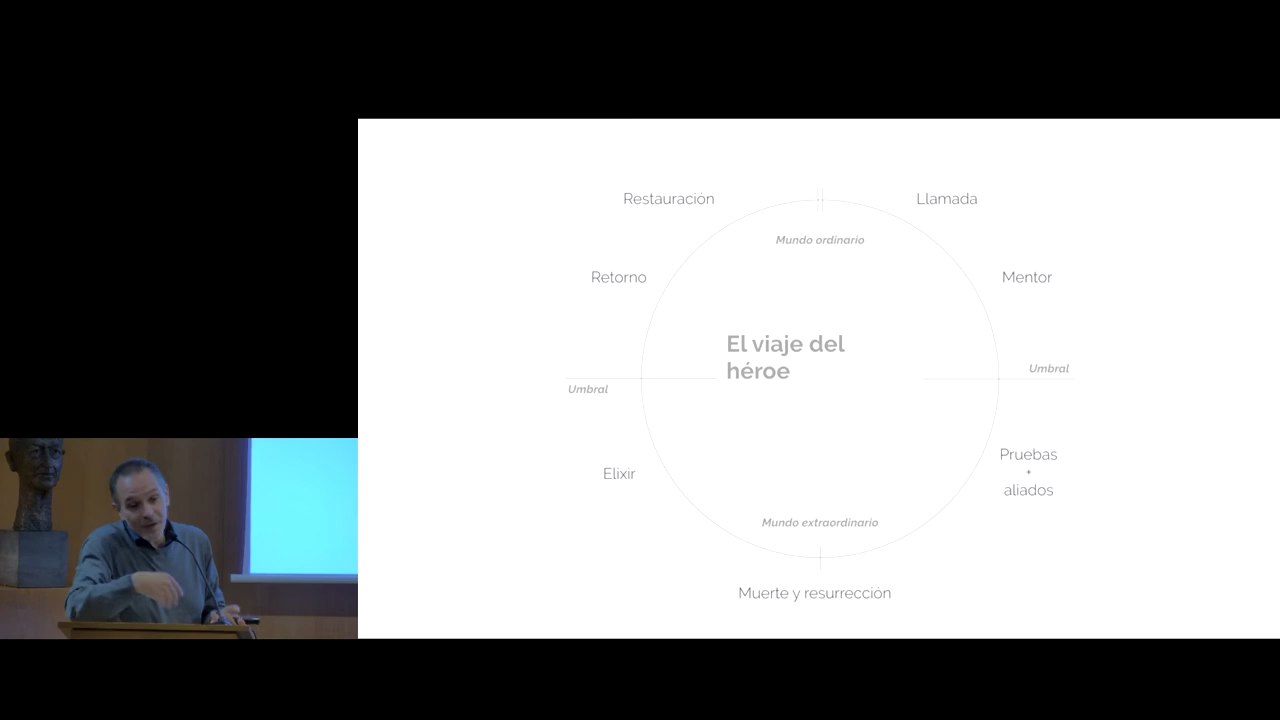 Restauración
Llamada
Mundo ordinario
Retorno
Mentor
El viaje del
héroe
Umbral
Umbral
Pruebas
+
aliados
Elixir
Mundo extraordinario
Muerte y resurrección